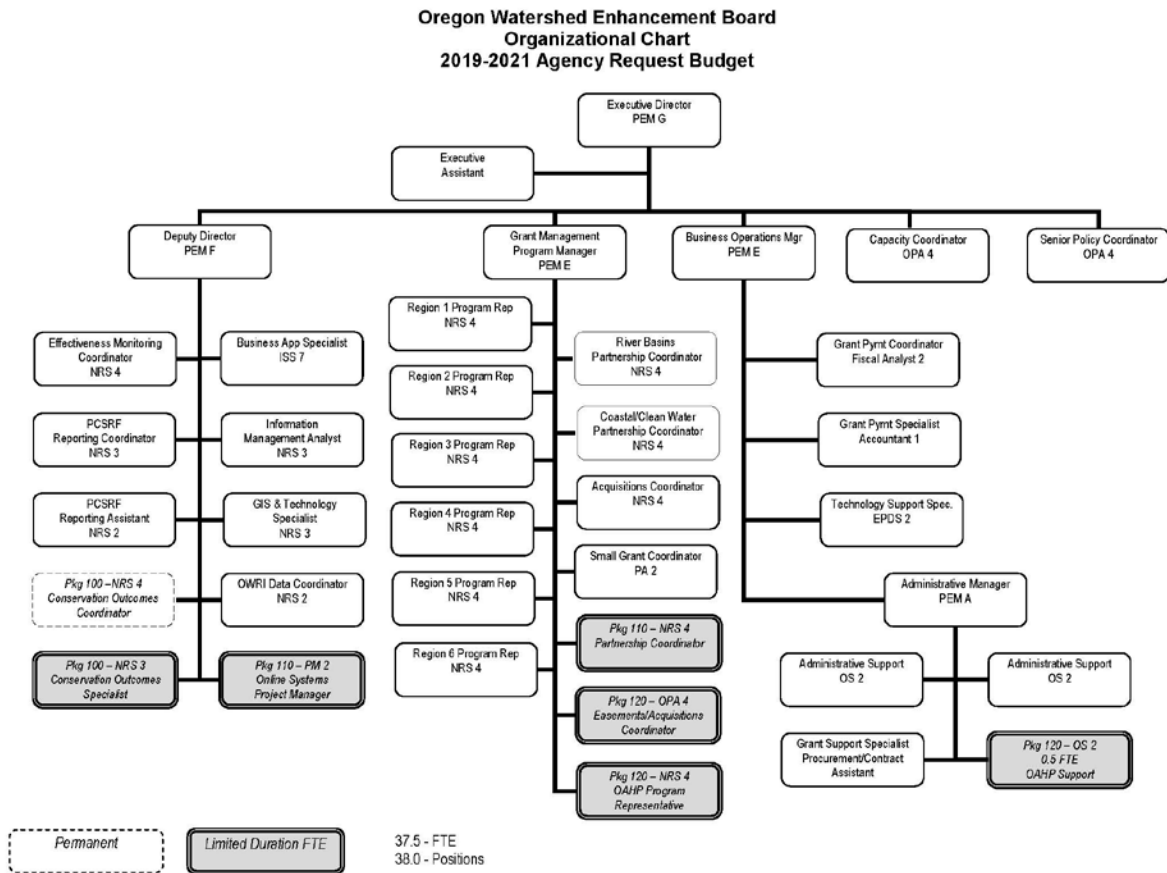 Oregon Watershed Enhancement Board
Organizational Chart
2019-2021 Agency Request Budget
Executive Director
PEM G
Executive
Assistant
Deputy Director
PEM F
Grant Management
Program Manager
PEM E
Business Operations Mgr
PEM E
Capacity Coordinator
OPA 4
Senior Policy Coordinator
OPA 4
Effectiveness Monitoring
Coordinator
NRS 4
Business App Specialist
ISS 7
PCSRF
Reporting Coordinator
NRS 3
Information
Management Analyst
NRS 3
PCSRF
Reporting Assistant
NRS 2
GIS & Technology
Specialist
NRS 3
Pkg 100 –NRS 4
Conservation Outcomes
Coordinator
OWRI Data Coordinator
NRS 2
Pkg 100 – NRS 3
Conservation Outcomes
Specialist
Pkg 110 – PM 2
Online Systems
Project Manager
Region 1 Program Rep
NRS 4
Region 2 Program Rep
NRS 4
Region 3 Program Rep
NRS 4
Region 4 Program Rep
NRS 4
Region 5 Program Rep
NRS 4
Region 6 Program Rep
NRS 4
River Basins
Partnership Coordinator
NRS 4
Coastal/Clean Water
Partnership Coordinator
NRS 4
Acquisitions Coordinator
NRS 4
Small Grant Coordinator
PA 2
Pkg 110 – NRS 4
Partnership Coordinator
Pkg 120 – OPA 4
Easements/Acquisitions
Coordinator
Pkg 120 – NRS 4
OAHP Program
Representative
Grant Pymt Coordinator
Fiscal Analyst 2
Grant Pymt Specialist
Accountant 1
Technology Support Spec.
EPDS 2
Administrative Manager
PEM A
Administrative Support
OS 2
Administrative Support
OS 2
Grant Support Specialist
Procurement/Contract
Assistant
Pkg 120 – OS 2
0.5 FTE
OAHP Support
Permanent
Limited Duration FTE
37.5 - FTE
38.0 - Positions